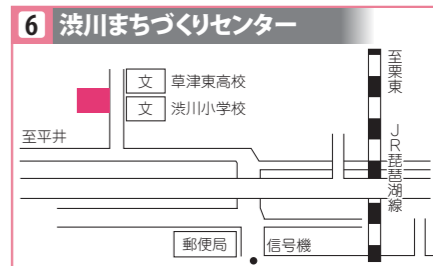 6 渋川まちづくりセンター
文 草津東高校
文 渋川小学校
至平井
至栗東
JR琵琶湖線
郵便局
信号機